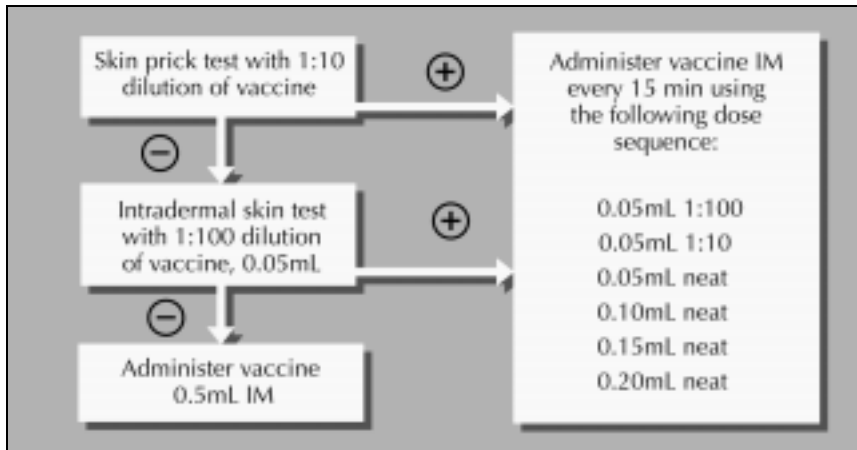 Skin prick test with 1:10
dilution of vaccine
+
−
Intradermal skin test
with 1:100 dilution
of vaccine, 0.05mL
+
−
Administer vaccine
0.5mL IM
Administer vaccine IM
every 15 min using
the following dose
sequence:
0.05mL 1:100
0.05mL 1:10
0.05mL neat
0.10mL neat
0.15mL neat
0.20mL neat